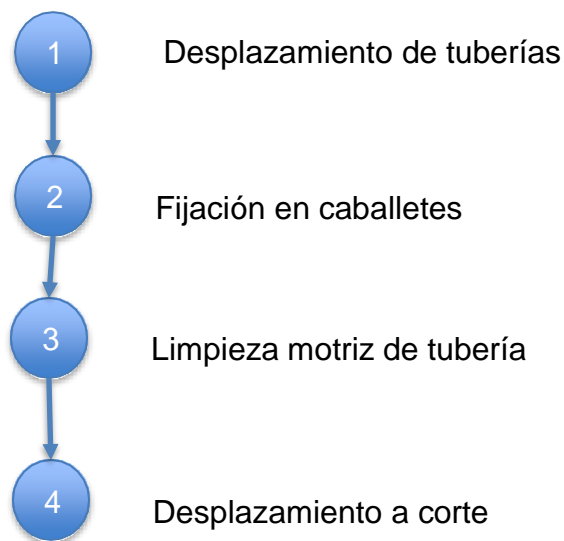 1 Desplazamiento de tuberías
2 Fijación en caballetes
3 Limpieza motriz de tubería
4 Desplazamiento a corte